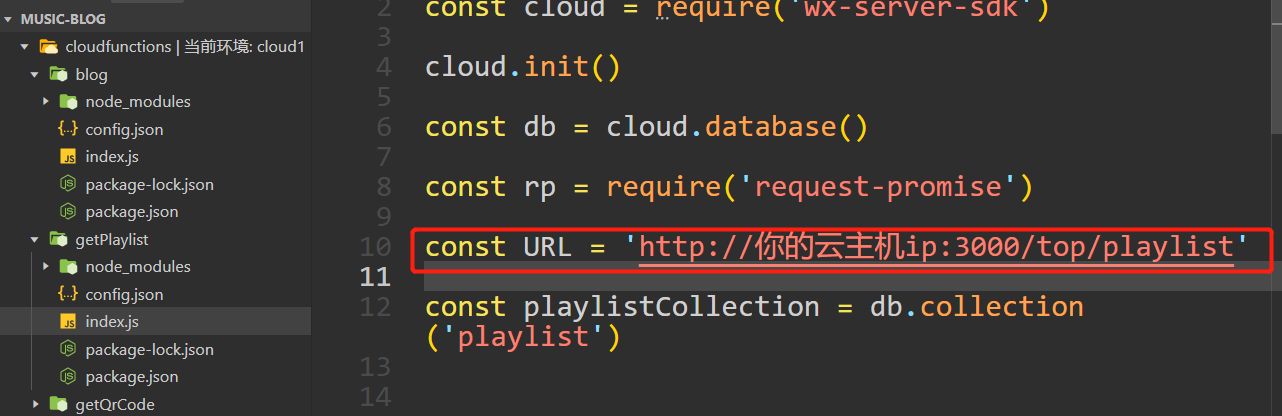 MUSIC-BLOG
cloudfunctions | 当前环境: cloud1
blog
node_modules
config.json
index.js
package-lock.json
package.json
getPlaylist
node_modules
config.json
index.js
package-lock.json
package.json
getQrCode
2 const cloud = require('wx-server-sdk')
3
4 cloud.init()
5
6 const db = cloud.database()
7
8 const rp = require('request-promise')
9
10 const URL = 'http://你的云主机ip:3000/top/playlist'
11
12 const playlistCollection = db.collection
('playlist')
13
14